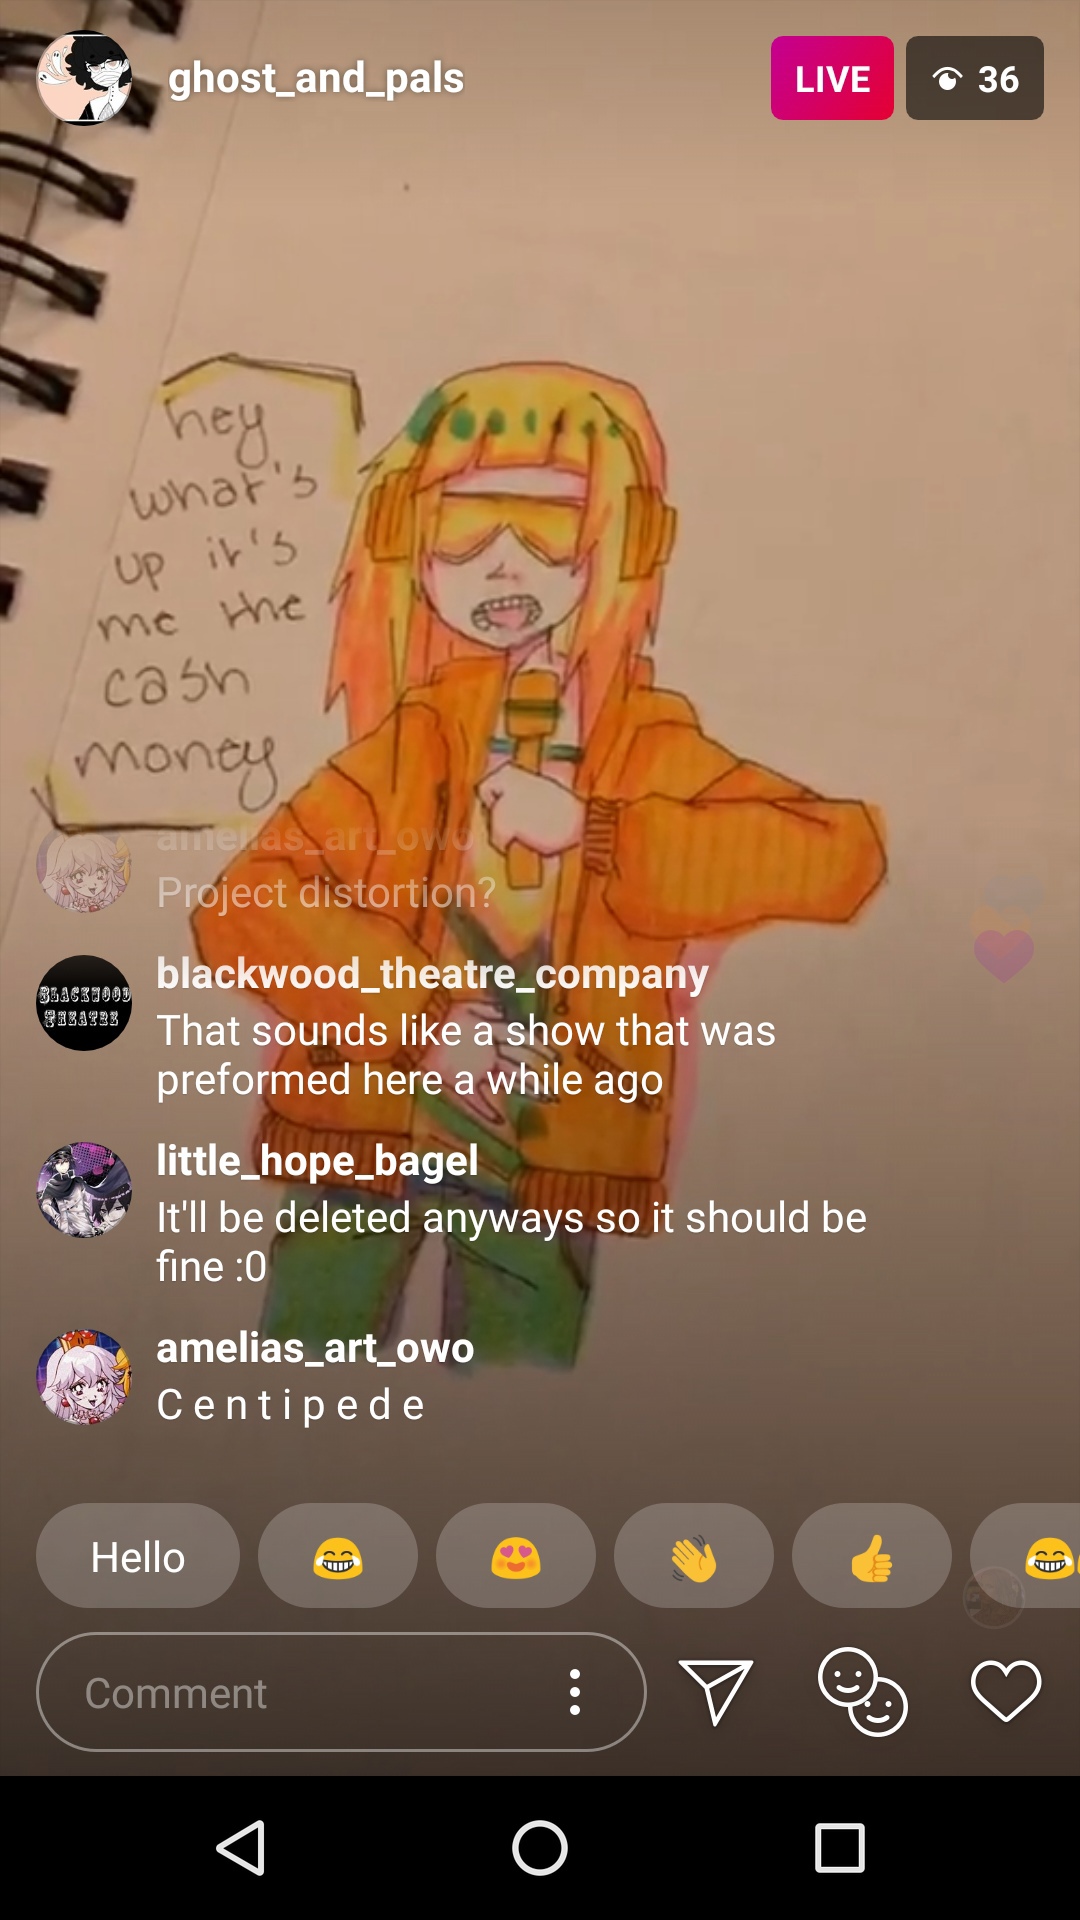 ghost_and_pals
LIVE
36
hey
what's
up it's
me the
cash
money
amelias_art_owo
Project distortion?
BLACKWOOD
THEATRE
blackwood_theatre_company
That sounds like a show that was
preformed here a while ago
little_hope_bagel
It'll be deleted anyways so it should be
fine :0
amelias_art_owo
C e n t i p e d e
Hello
Comment